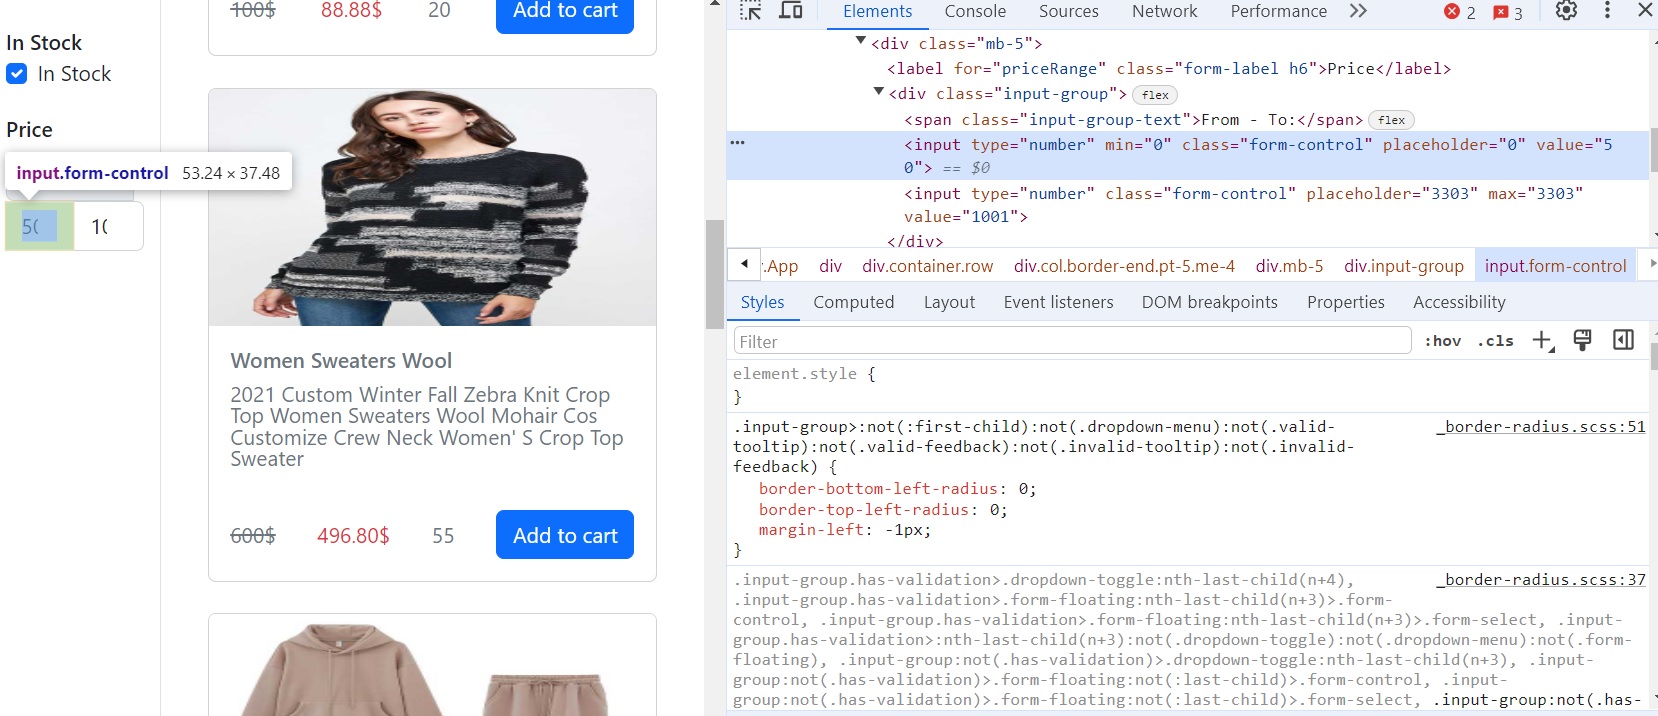 100$ 88.88$ 20 Add to cart
In Stock
In Stock
Price
input.form-control 53.24 × 37.48
50 10
Women Sweaters Wool
2021 Custom Winter Fall Zebra Knit Crop
Top Women Sweaters Wool Mohair Cos
Customize Crew Neck Women' S Crop Top
Sweater
600$ 496.80$ 55 Add to cart
Elements Console Sources Network Performance 2 3
<div class="mb-5">
<label for="priceRange" class="form-label h6">Price</label>
<div class="input-group"> flex
<span class="input-group-text">From - To:</span> flex
<input type="number" min="0" class="form-control" placeholder="0" value="5
0"> == $0
<input type="number" class="form-control" placeholder="3303" max="3303"
value="1001">
</div>
.App div div.container.row div.col.border-end.pt-5.me-4 div.mb-5 div.input-group input.form-control
Styles Computed Layout Event listeners DOM breakpoints Properties Accessibility
Filter :hov .cls
element.style {
}
.input-group>:not(:first-child):not(.dropdown-menu):not(.valid- _border-radius.scss:51
tooltip):not(.valid-feedback):not(.invalid-tooltip):not(.invalid-
feedback) {
border-bottom-left-radius: 0;
border-top-left-radius: 0;
margin-left: -1px;
}
.input-group.has-validation>.dropdown-toggle:nth-last-child(n+4), _border-radius.scss:37
.input-group.has-validation>.form-floating:nth-last-child(n+3)>.form-
control, .input-group.has-validation>.form-floating:nth-last-child(n+3)>.form-select, .input-
group.has-validation>:nth-last-child(n+3):not(.dropdown-toggle):not(.dropdown-menu):not(.form-
floating), .input-group:not(.has-validation)>.dropdown-toggle:nth-last-child(n+3), .input-
group:not(.has-validation)>.form-floating:not(:last-child)>.form-control, .input-
group:not(.has-validation)>.form-floating:not(:last-child)>.form-select, .input-group:not(.has-